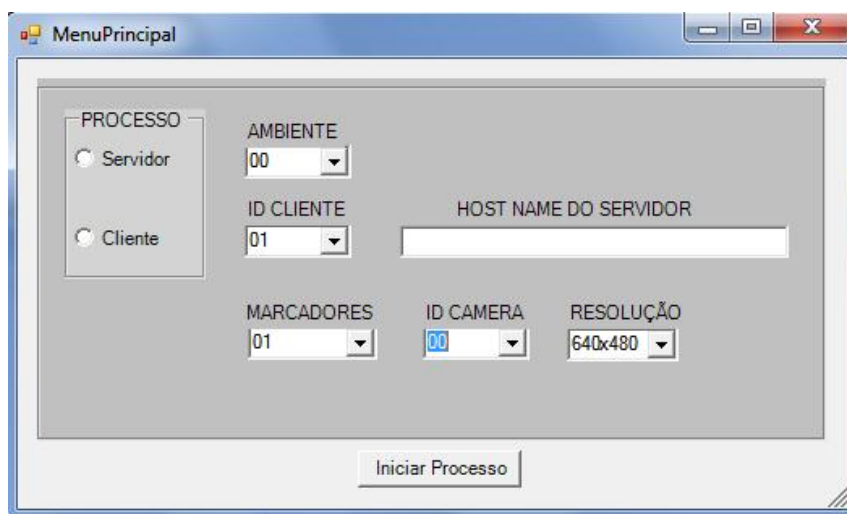 MenuPrincipal
PROCESSO
Servidor
Cliente
AMBIENTE
00
ID CLIENTE
01
HOST NAME DO SERVIDOR
MARCADORES
01
ID CAMERA
00
RESOLUÇÃO
640x480
Iniciar Processo